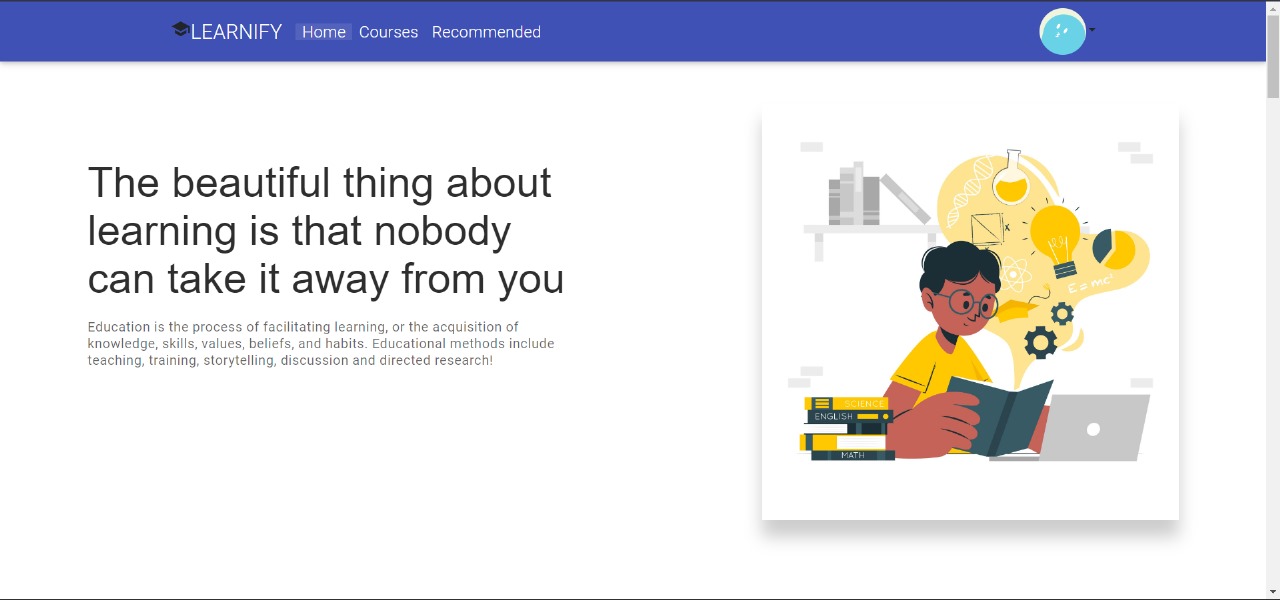 LEARNIFY Home Courses Recommended
The beautiful thing about
learning is that nobody
can take it away from you
Education is the process of facilitating learning, or the acquisition of
knowledge, skills, values, beliefs, and habits. Educational methods include
teaching, training, storytelling, discussion and directed research!
x
E=mc²
SCIENCE
ENGLISH
MATH